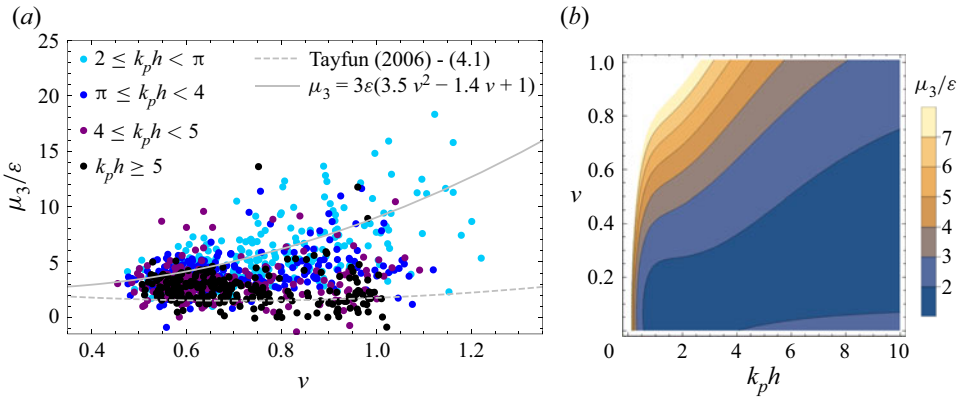 (a)
25
20
15
10
5
0
μ₃/ε
0.4 0.6 0.8 1.0 1.2
ν
2 ≤ kₚh < π
π ≤ kₚh < 4
4 ≤ kₚh < 5
kₚh ≥ 5
Tayfun (2006) - (4.1)
μ₃ = 3ε(3.5 ν² − 1.4 ν + 1)
(b)
1.0
0.8
0.6
0.4
0.2
ν
0 2 4 6 8 10
kₚh
μ₃/ε
7
6
5
4
3
2